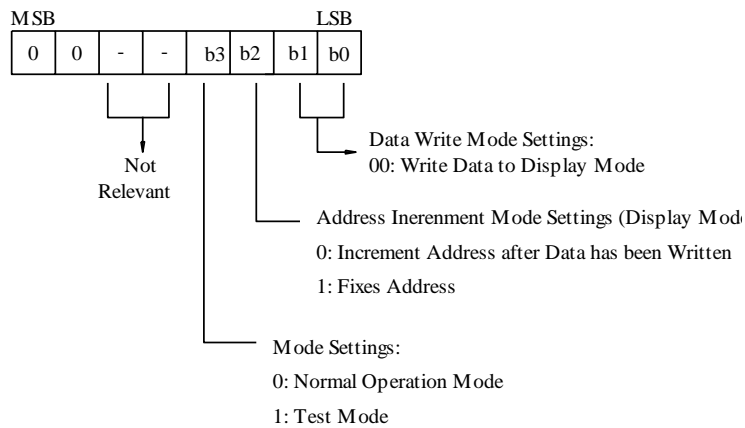 MSB LSB
0 0 - - b3 b2 b1 b0
Data Write Mode Settings:
00: Write Data to Display Mode
Not
Relevant
Address Inerenment Mode Settings (Display Mode
0: Increment Address after Data has been Written
1: Fixes Address
Mode Settings:
0: Normal Operation Mode
1: Test Mode